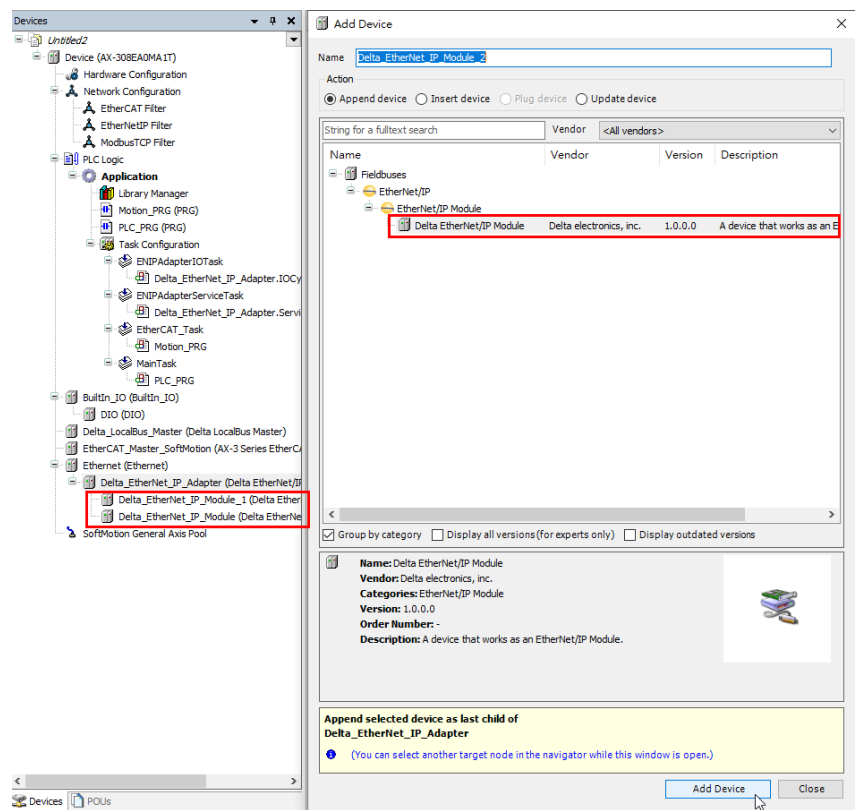 Devices
Untitled2
Device (AX-308EA0MA1T)
Hardware Configuration
Network Configuration
EtherCAT Filter
EtherNetIP Filter
ModbusTCP Filter
PLC Logic
Application
Library Manager
Motion_PRG (PRG)
PLC_PRG (PRG)
Task Configuration
ENIPAdapterIOTask
Delta_EtherNet_IP_Adapter.IOCy
ENIPAdapterServiceTask
Delta_EtherNet_IP_Adapter.Servi
EtherCAT_Task
Motion_PRG
MainTask
PLC_PRG
BuiltIn_IO (BuiltIn_IO)
DIO (DIO)
Delta_LocalBus_Master (Delta LocalBus Master)
EtherCAT_Master_SoftMotion (AX-3 Series EtherCA
Ethernet (Ethernet)
Delta_EtherNet_IP_Adapter (Delta EtherNet/IF
Delta_EtherNet_IP_Module_1 (Delta Ether
Delta_EtherNet_IP_Module (Delta EtherNe
SoftMotion General Axis Pool
Devices POUs
Add Device
Name Delta_EtherNet_IP_Module_2
Action
Append device Insert device Plug device Update device
String for a fulltext search Vendor <All vendors>
Name Vendor Version Description
Fieldbuses
EtherNet/IP
EtherNet/IP Module
Delta EtherNet/IP Module Delta electronics, inc. 1.0.0.0 A device that works as an E
Group by category Display all versions (for experts only) Display outdated versions
Name: Delta EtherNet/IP Module
Vendor: Delta electronics, inc.
Categories: EtherNet/IP Module
Version: 1.0.0.0
Order Number: -
Description: A device that works as an EtherNet/IP Module.
Append selected device as last child of
Delta_EtherNet_IP_Adapter
(You can select another target node in the navigator while this window is open.)
Add Device Close